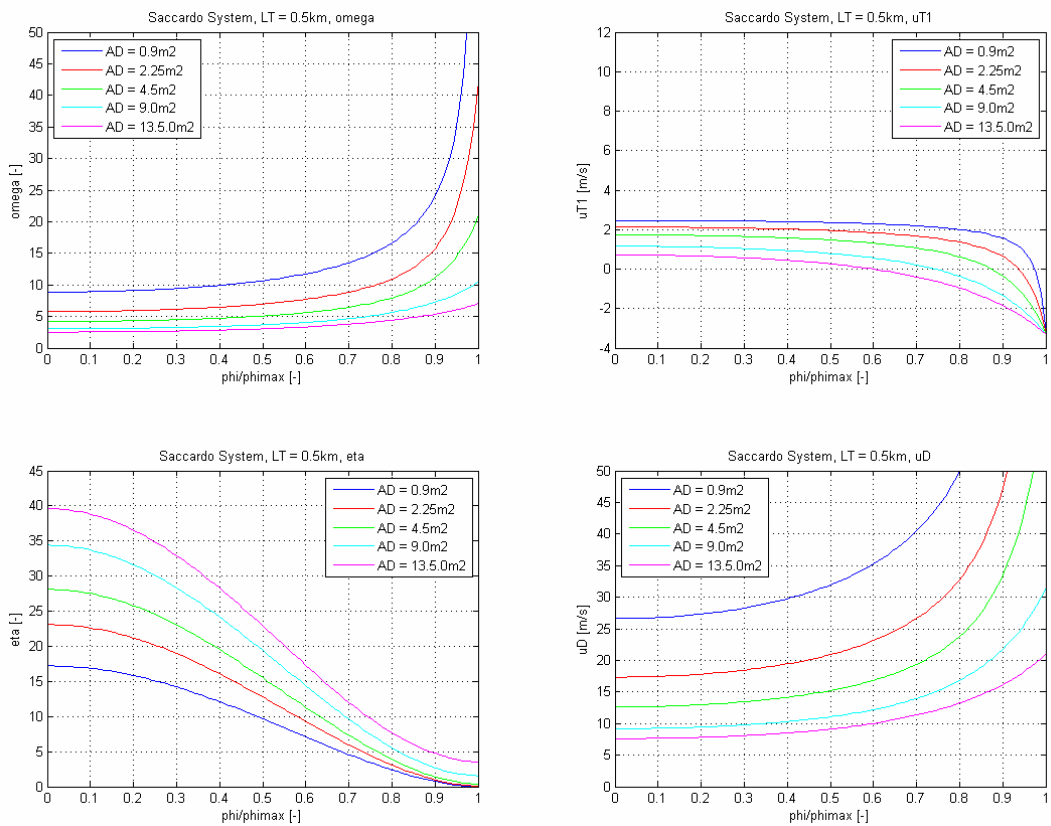 Saccardo System, LT = 0.5km, omega
50
45
40
35
30
25
20
15
10
5
0
omega [-]
AD = 0.9m2
AD = 2.25m2
AD = 4.5m2
AD = 9.0m2
AD = 13.5.0m2
0 0.1 0.2 0.3 0.4 0.5 0.6 0.7 0.8 0.9 1
phi/phimax [-]
Saccardo System, LT = 0.5km, uT1
12
10
8
6
4
2
0
-2
-4
uT1 [m/s]
AD = 0.9m2
AD = 2.25m2
AD = 4.5m2
AD = 9.0m2
AD = 13.5.0m2
0 0.1 0.2 0.3 0.4 0.5 0.6 0.7 0.8 0.9 1
phi/phimax [-]
Saccardo System, LT = 0.5km, eta
45
40
35
30
25
20
15
10
5
0
eta [-]
AD = 0.9m2
AD = 2.25m2
AD = 4.5m2
AD = 9.0m2
AD = 13.5.0m2
0 0.1 0.2 0.3 0.4 0.5 0.6 0.7 0.8 0.9 1
phi/phimax [-]
Saccardo System, LT = 0.5km, uD
50
45
40
35
30
25
20
15
10
5
0
uD [m/s]
AD = 0.9m2
AD = 2.25m2
AD = 4.5m2
AD = 9.0m2
AD = 13.5.0m2
0 0.1 0.2 0.3 0.4 0.5 0.6 0.7 0.8 0.9 1
phi/phimax [-]